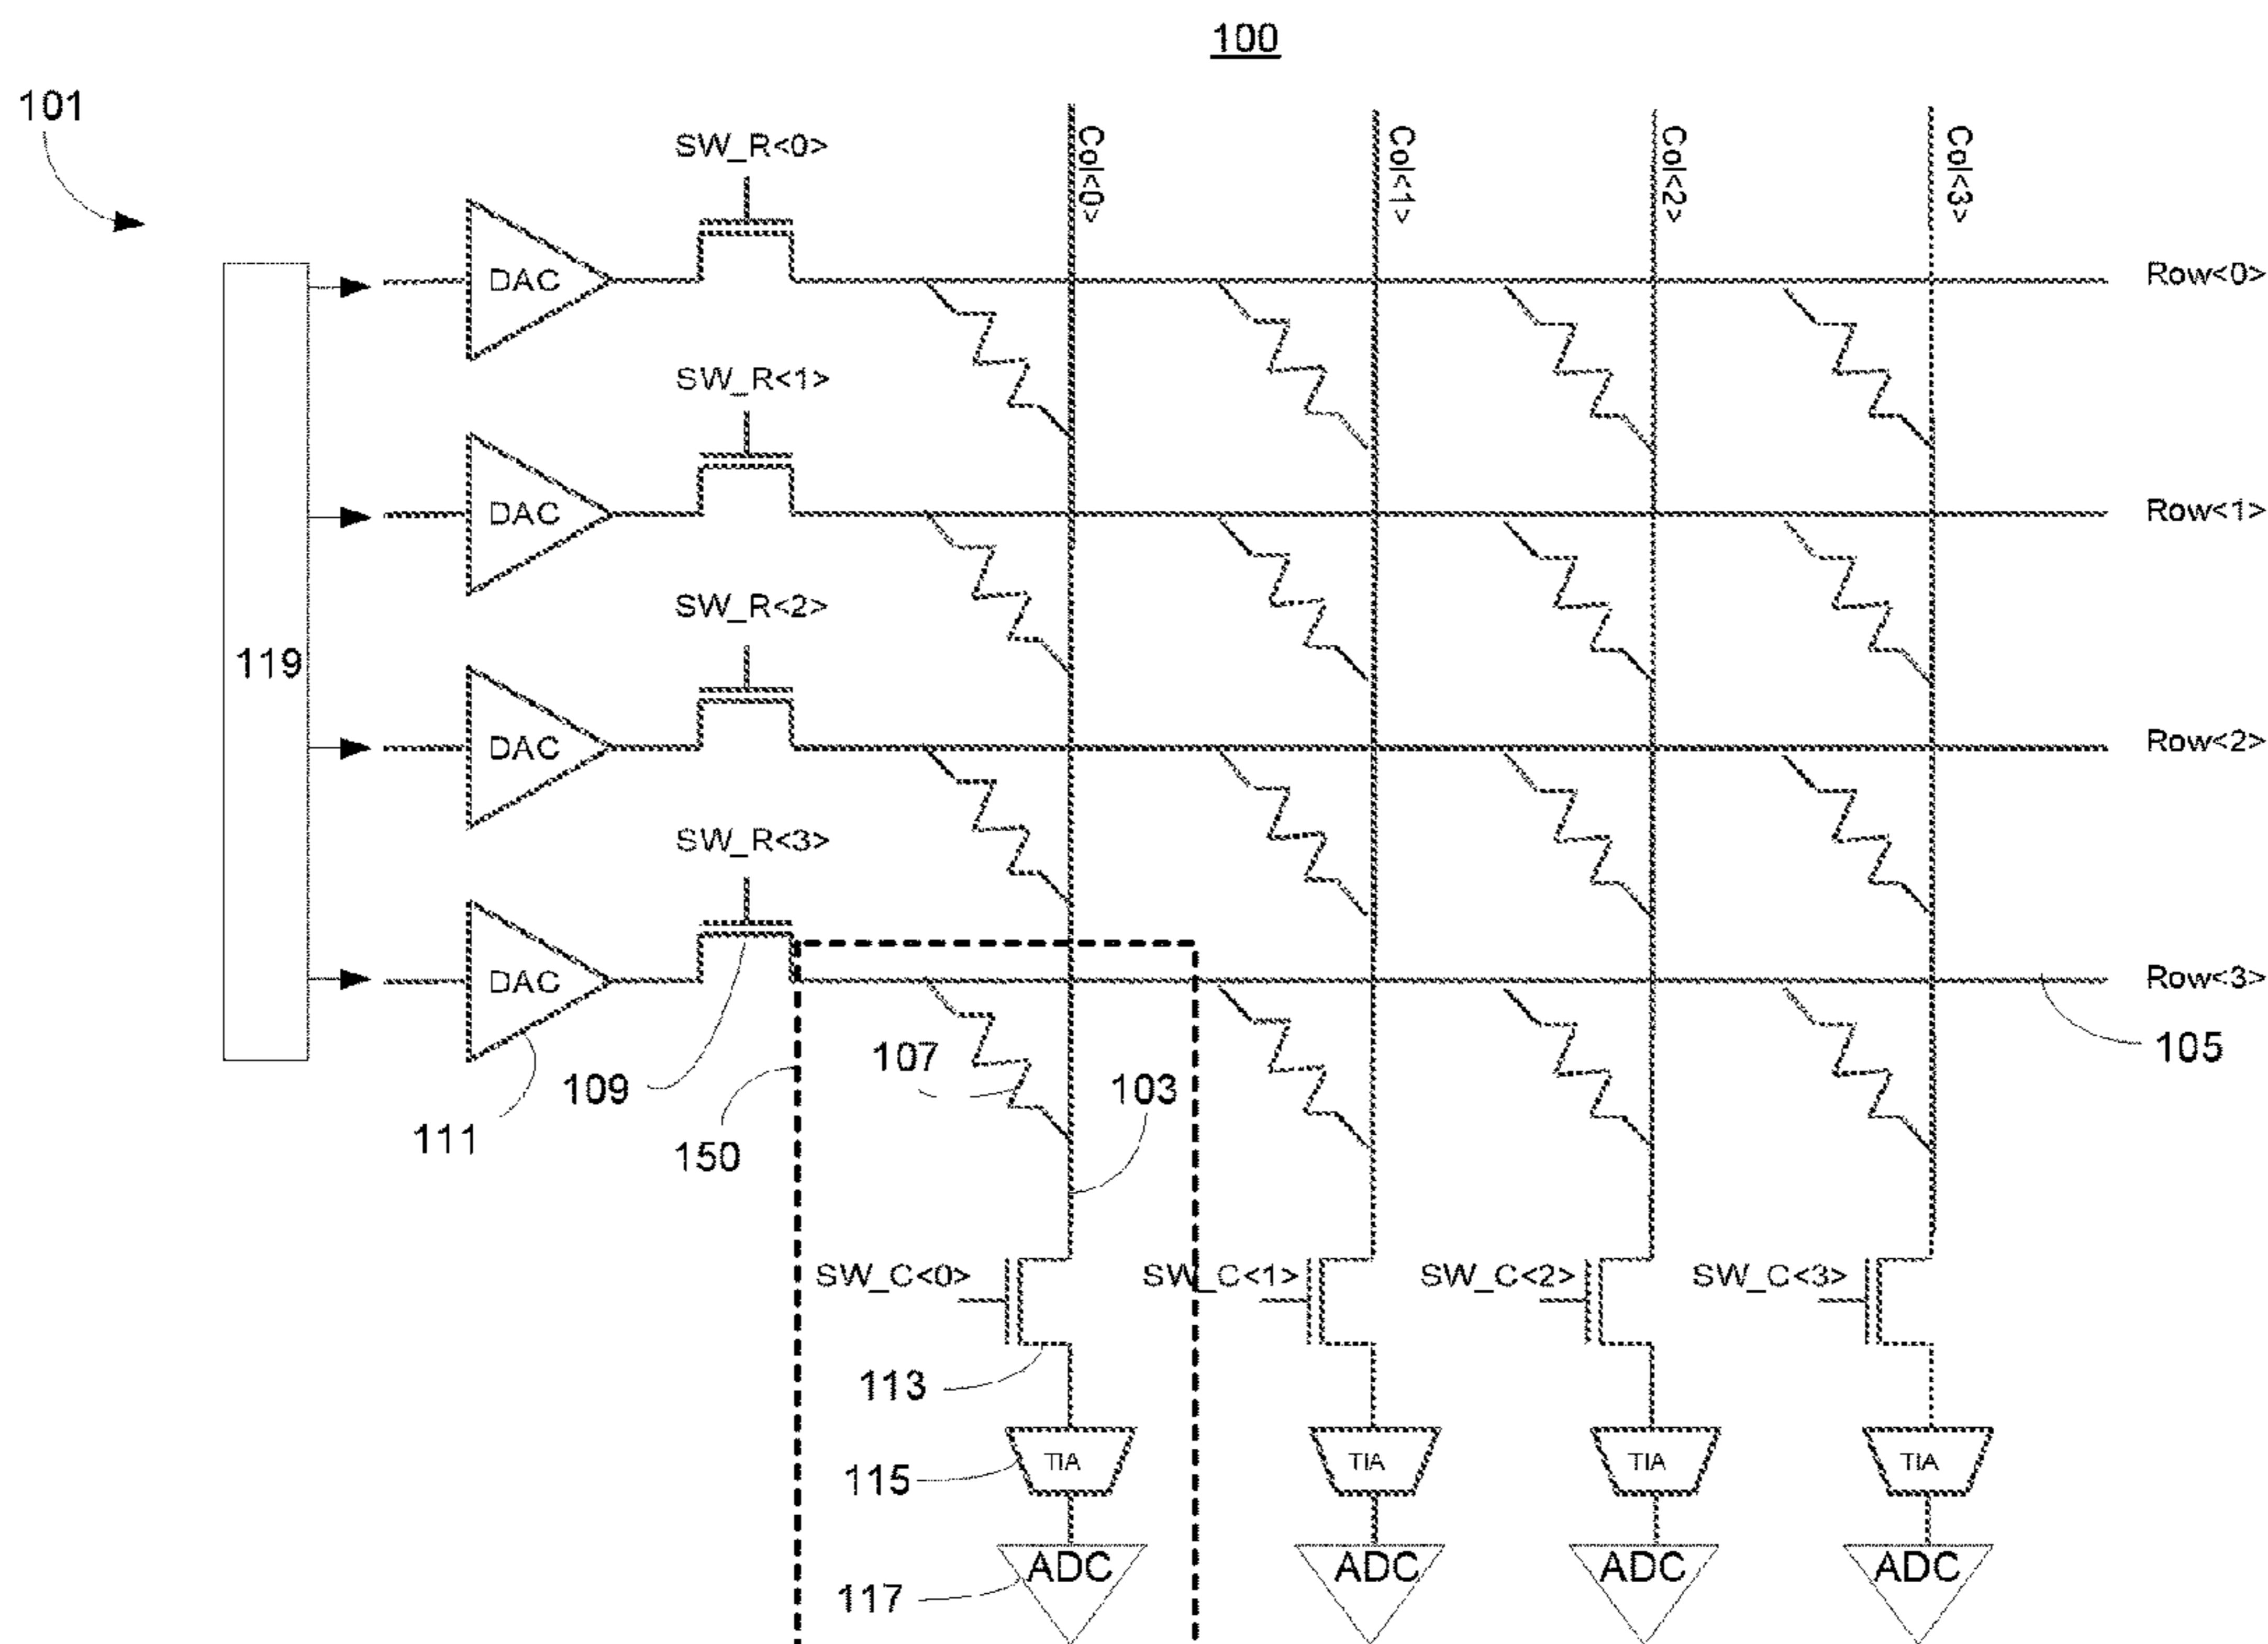 100
101
SW_R<0>
Col<0>
Col<1>
Col<2>
Col<3>
DAC
Row<0>
SW_R<1>
DAC
Row<1>
SW_R<2>
119
DAC
Row<2>
SW_R<3>
DAC
Row<3>
105
107
109
103
111
150
SW_C<0>
SW_C<1>
SW_C<2>
SW_C<3>
113
TIA
TIA
TIA
TIA
115
ADC
ADC
ADC
ADC
117